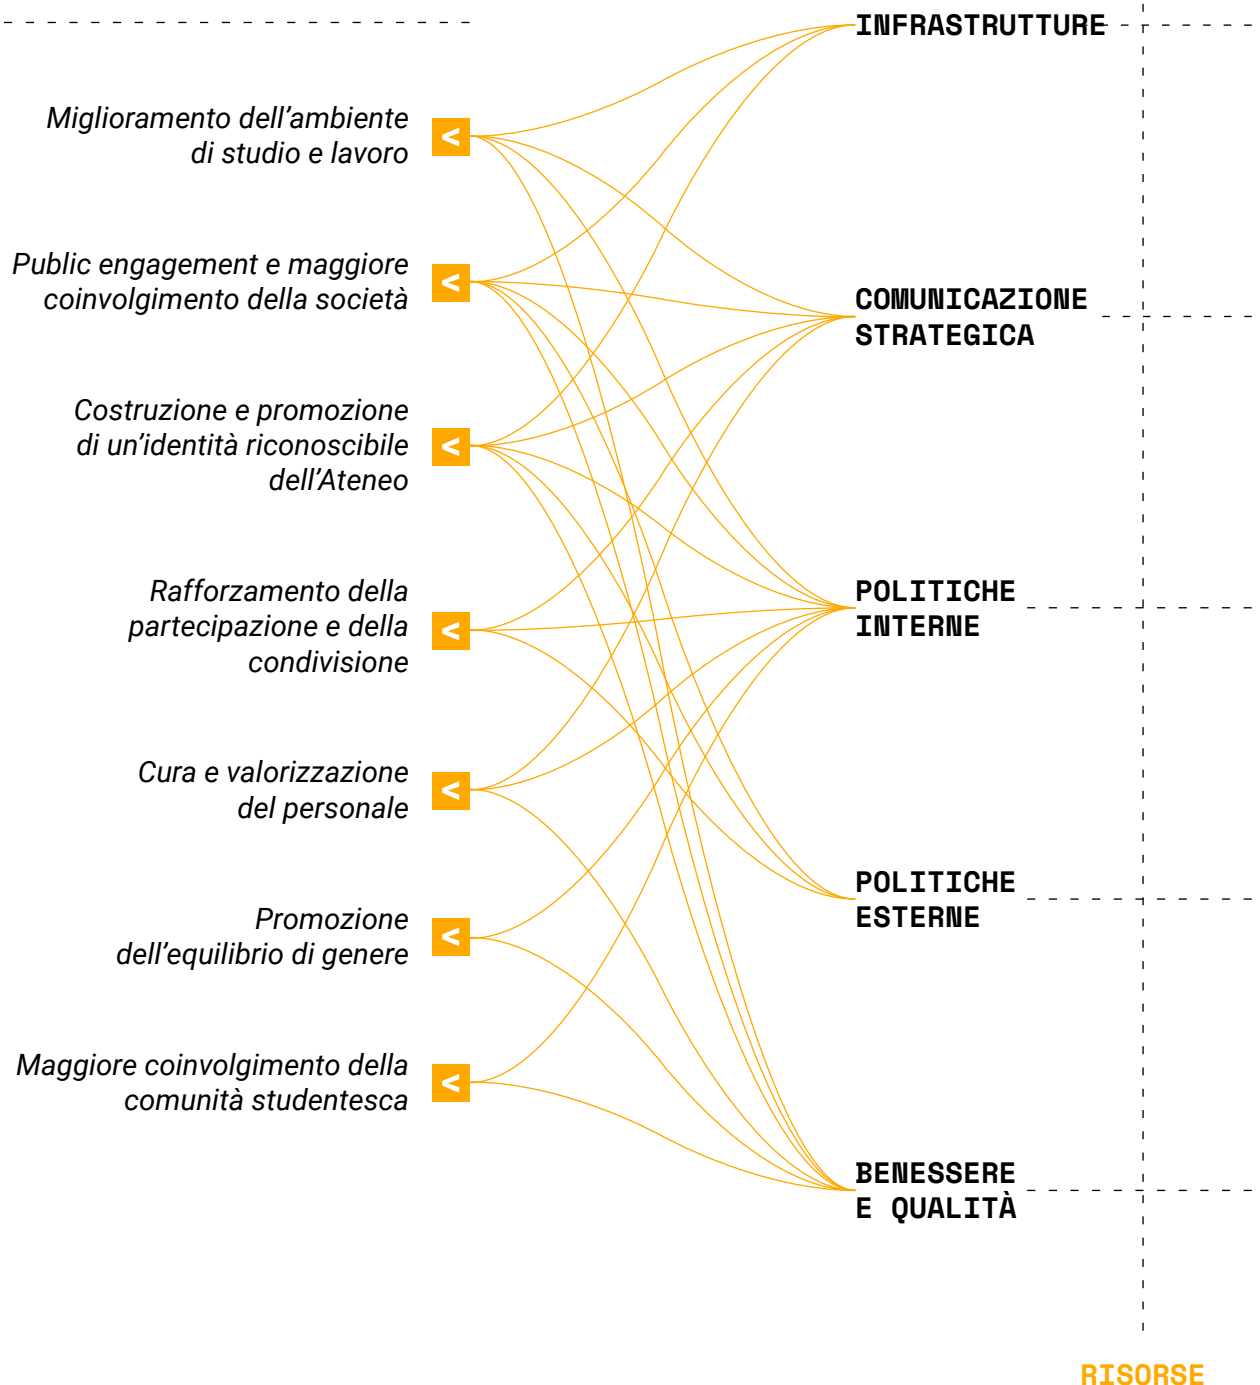 INFRASTRUTTURE
Miglioramento dell’ambiente
di studio e lavoro
<
Public engagement e maggiore
coinvolgimento della società
<
COMUNICAZIONE
STRATEGICA
Costruzione e promozione
di un’identità riconoscibile
dell’Ateneo
<
Rafforzamento della
partecipazione e della
condivisione
<
POLITICHE
INTERNE
Cura e valorizzazione
del personale
<
POLITICHE
ESTERNE
Promozione
dell’equilibrio di genere
<
Maggiore coinvolgimento della
comunità studentesca
<
BENESSERE
E QUALITÀ
RISORSE